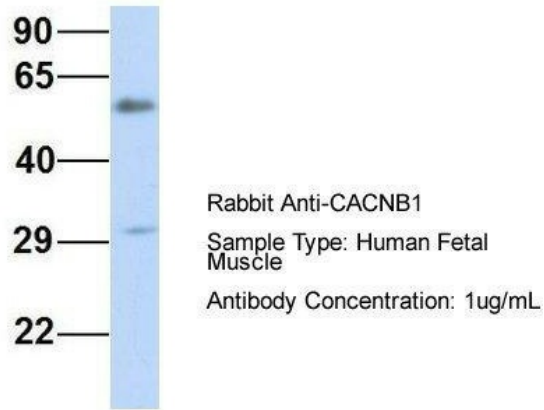 90
65
40
29
22
Rabbit Anti-CACNB1
Sample Type: Human Fetal
Muscle
Antibody Concentration: 1ug/mL